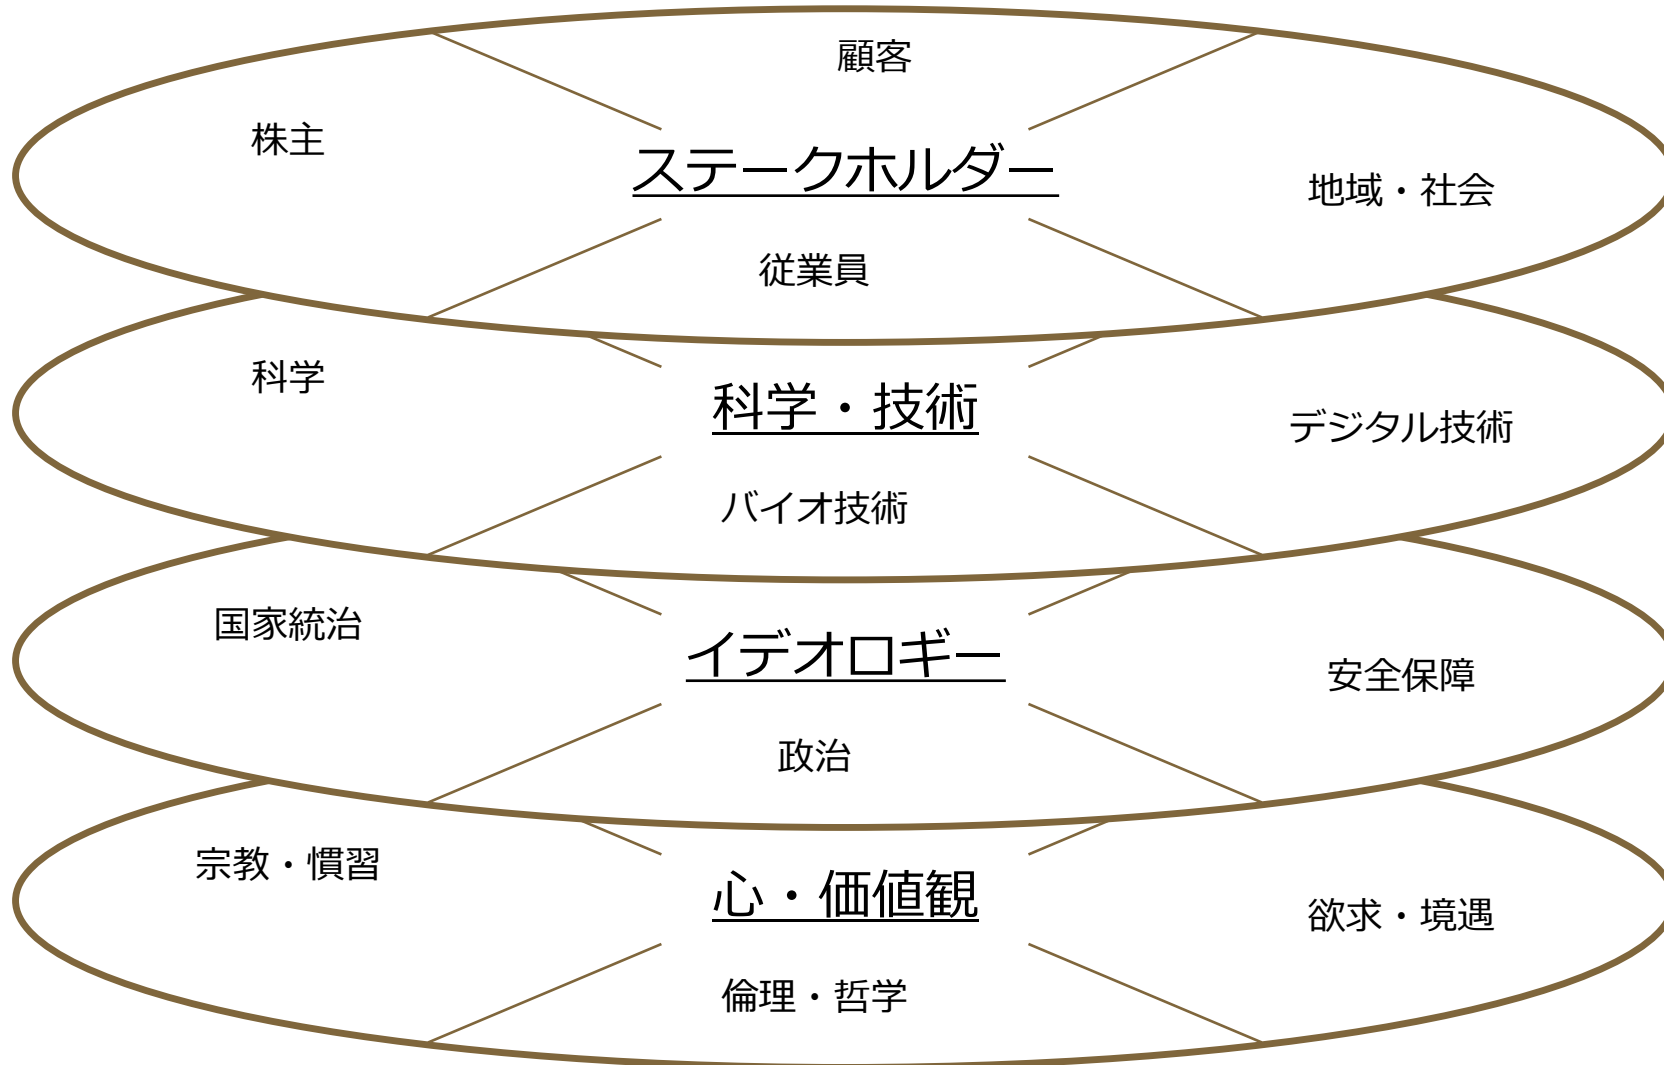 顧客
株主
ステークホルダー
地域・社会
従業員
科学
科学・技術
デジタル技術
バイオ技術
国家統治
イデオロギー
安全保障
政治
宗教・慣習
心・価値観
欲求・境遇
倫理・哲学